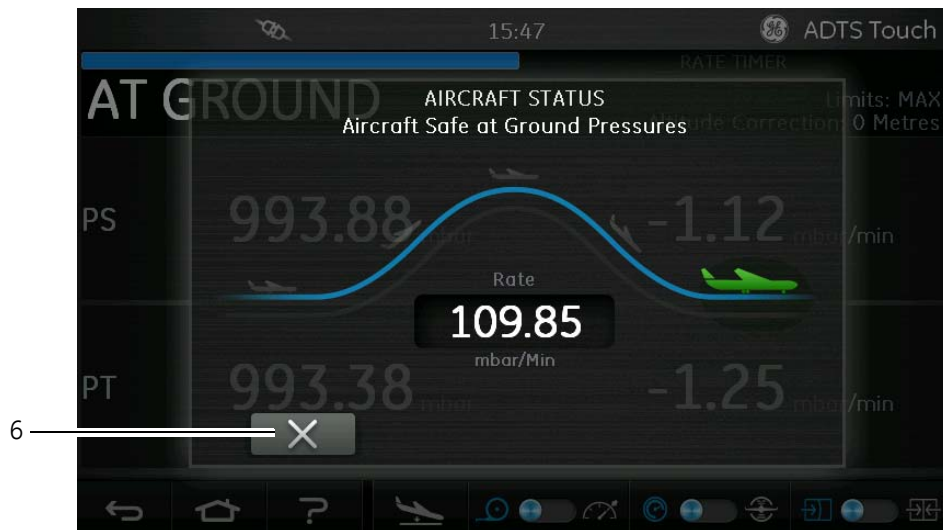 15:47
ADTS Touch
RATE TIMER
AT GROUND
AIRCRAFT STATUS
Limits: MAX
Aircraft Safe at Ground Pressures
Altitude Correction: 0 Metres
PS
993.88
mbar
-1.12
mbar/min
Rate
109.85
mbar/Min
PT
993.38
mbar
-1.25
mbar/min
6